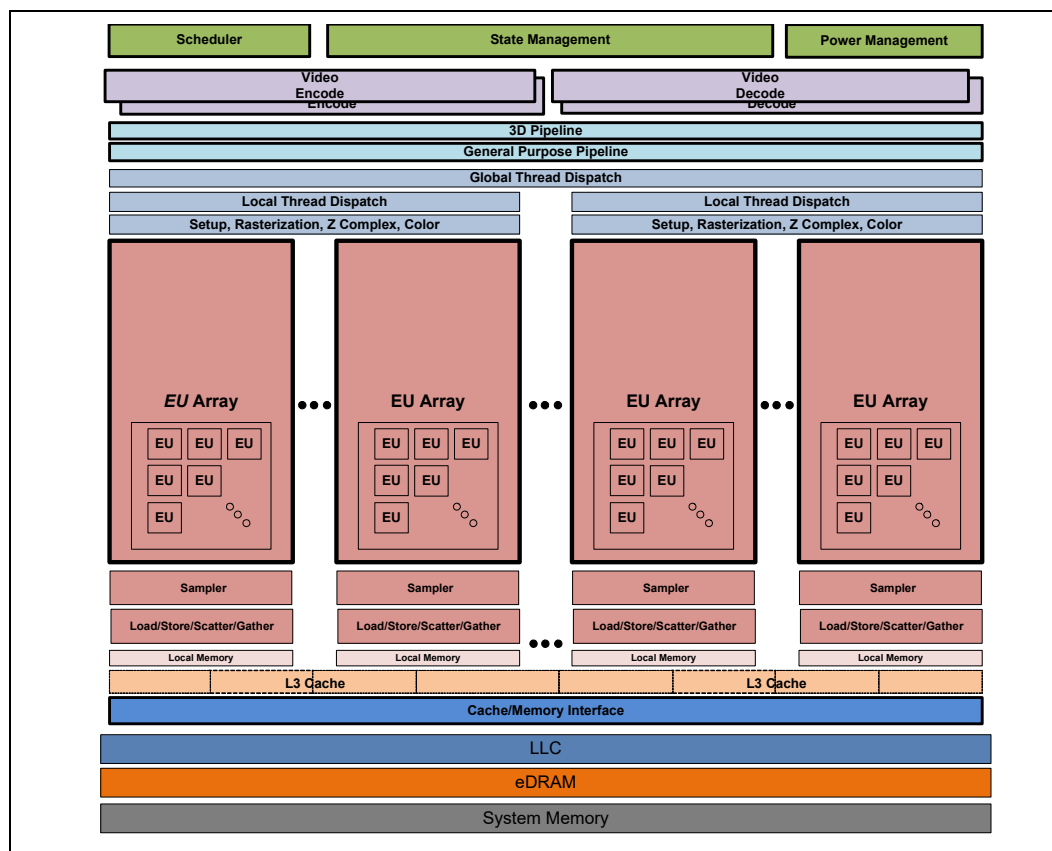 Scheduler
State Management
Power Management
Video
Encode
Encode
Video
Decode
Decode
3D Pipeline
General Purpose Pipeline
Global Thread Dispatch
Local Thread Dispatch
Local Thread Dispatch
Setup, Rasterization, Z Complex, Color
Setup, Rasterization, Z Complex, Color
EU Array
EU Array
EU Array
EU Array
EU EU EU
EU EU
EU
EU EU EU
EU EU
EU
EU EU EU
EU EU
EU
EU EU EU
EU EU
EU
Sampler
Sampler
Sampler
Sampler
Load/Store/Scatter/Gather
Load/Store/Scatter/Gather
Load/Store/Scatter/Gather
Load/Store/Scatter/Gather
Local Memory
Local Memory
Local Memory
Local Memory
L3 Cache
L3 Cache
Cache/Memory Interface
LLC
eDRAM
System Memory